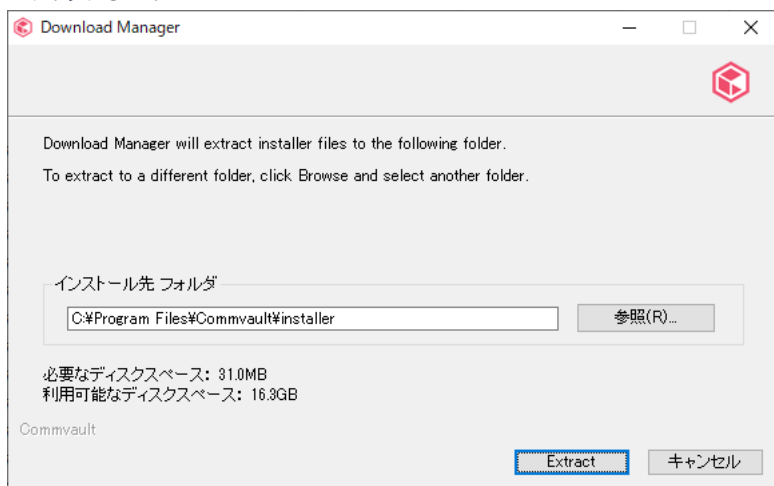 Download Manager
Download Manager will extract installer files to the following folder.
To extract to a different folder, click Browse and select another folder.
インストール先 フォルダ
C:¥Program Files¥Commvault¥installer
参照(R)...
必要なディスクスペース: 31.0MB
利用可能なディスクスペース: 16.3GB
Commvault
Extract
キャンセル